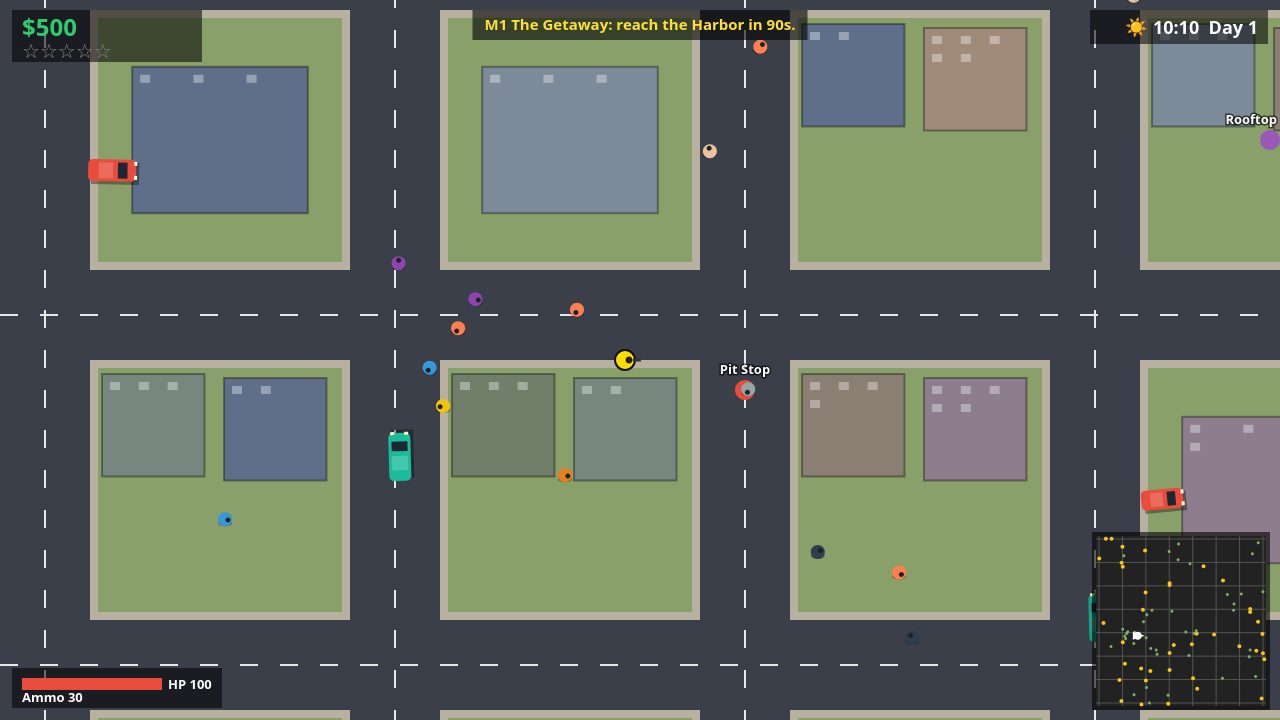 $500
☆☆☆☆☆
M1 The Getaway: reach the Harbor in 90s.
☀️ 10:10 Day 1
Rooftop
Pit Stop
HP 100
Ammo 30